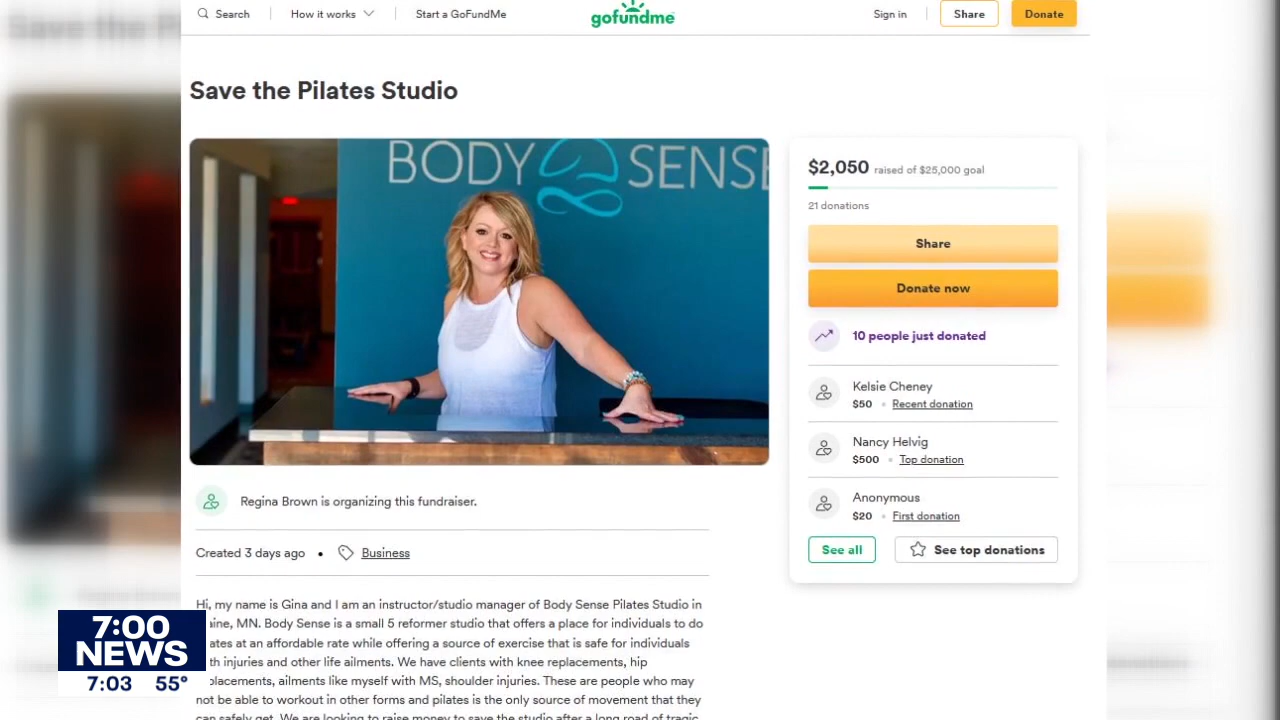 Search
How it works
Start a GoFundMe
gofundme
Sign in
Share
Donate
Save the Pilates Studio
BODY SENSE
$2,050 raised of $25,000 goal
21 donations
Share
Donate now
10 people just donated
Kelsie Cheney
$50 • Recent donation
Nancy Helvig
$500 • Top donation
Anonymous
$20 • First donation
See all
See top donations
Regina Brown is organizing this fundraiser.
Created 3 days ago • Business
Hi, my name is Gina and I am an instructor/studio manager of Body Sense Pilates Studio in
aine, MN. Body Sense is a small 5 reformer studio that offers a place for individuals to do
ates at an affordable rate while offering a source of exercise that is safe for individuals
th injuries and other life ailments. We have clients with knee replacements, hip
placements, ailments like myself with MS, shoulder injuries. These are people who may
not be able to workout in other forms and pilates is the only source of movement that they
can safely get. We are looking to raise money to save the studio after a long road of tragic
7:00
NEWS
7:03 55°